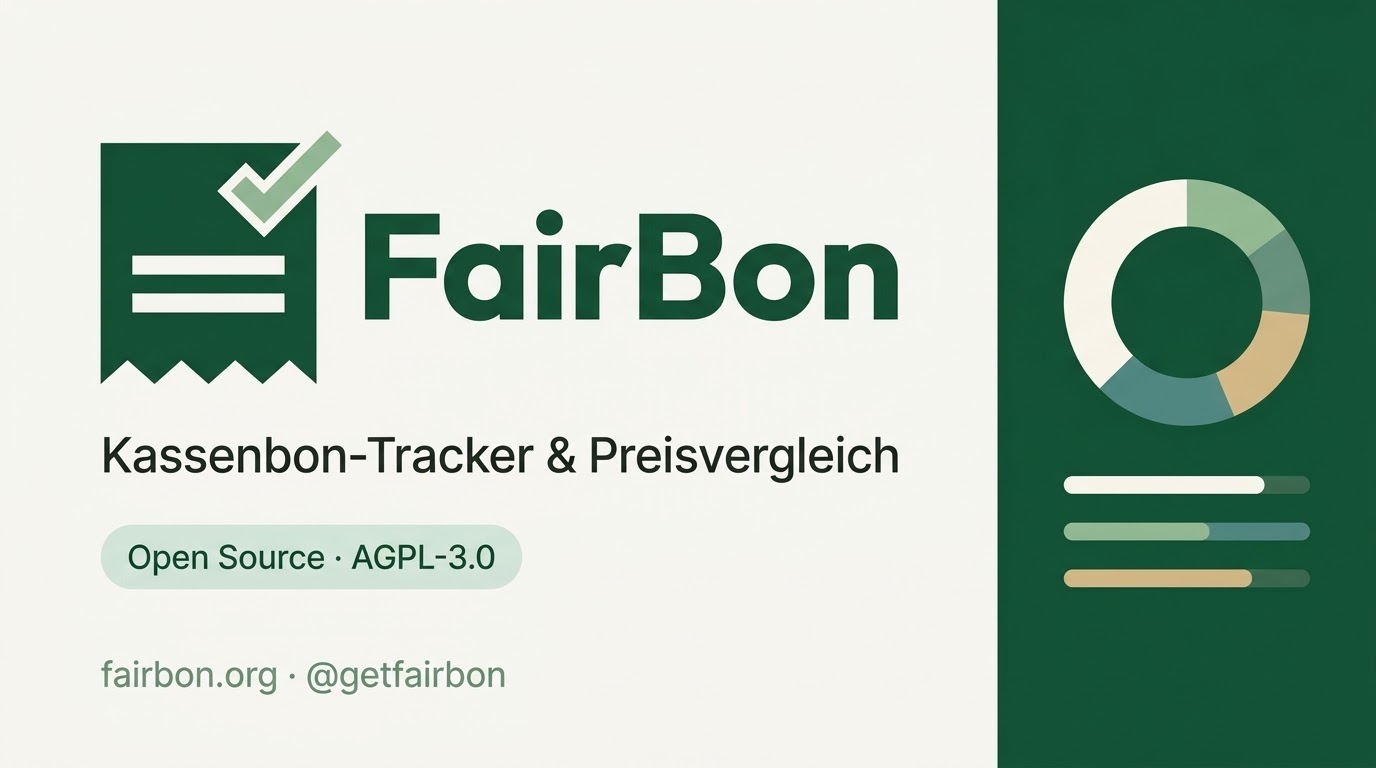 FairBon
Kassenbon-Tracker & Preisvergleich
Open Source · AGPL-3.0
fairbon.org · @getfairbon